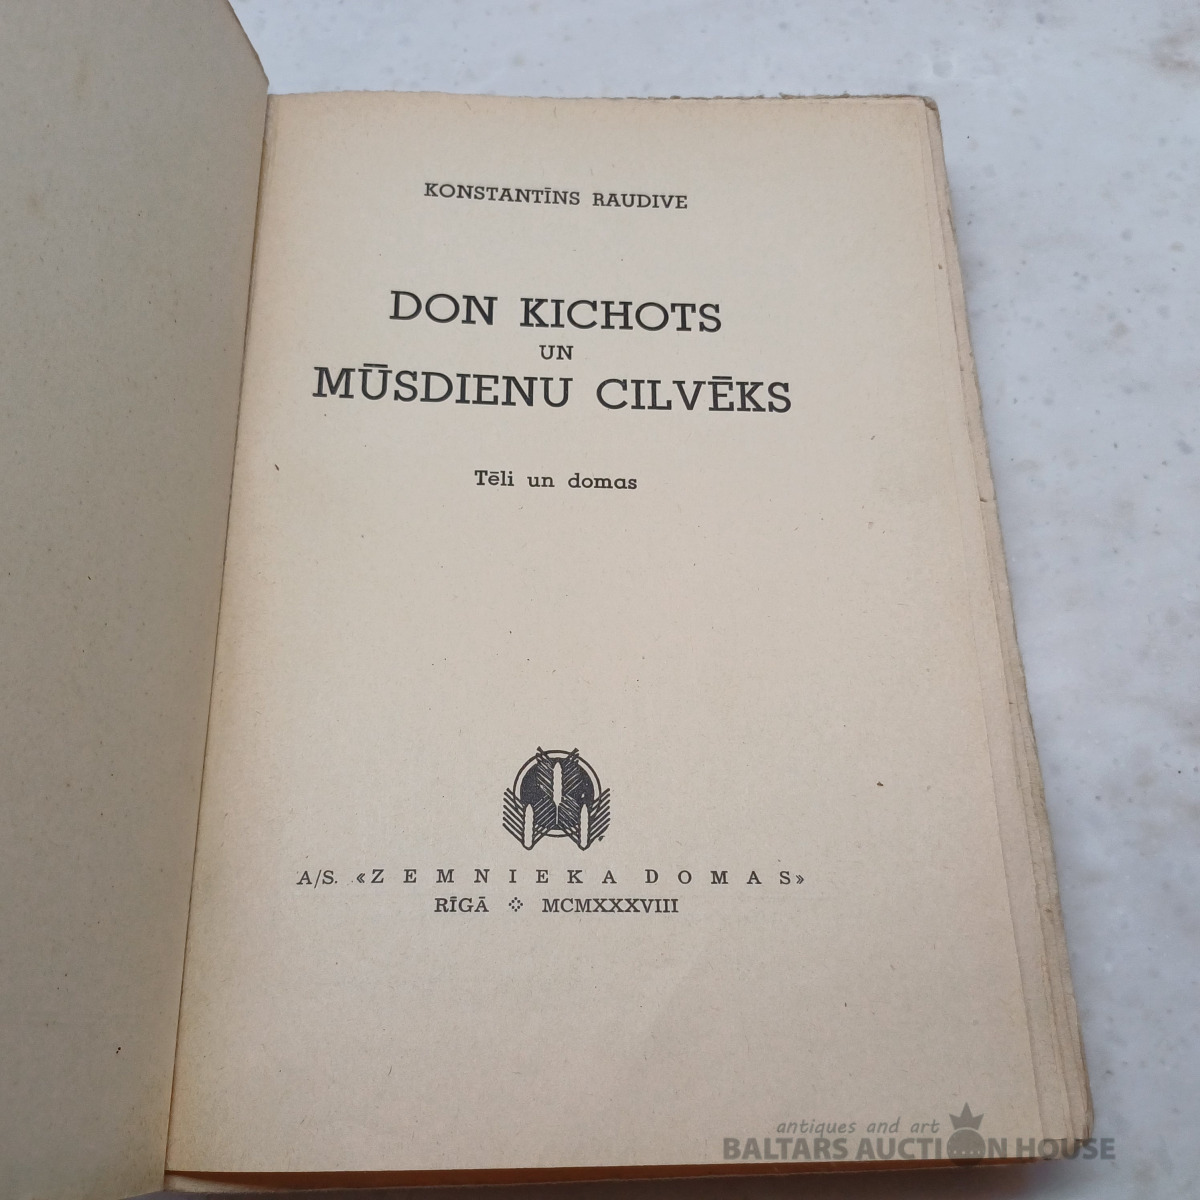 KONSTANTĪNS RAUDIVE
DON KICHOTS
UN
MŪSDIENU CILVĒKS
Tēli un domas
A/S. «ZEMNIEKA DOMAS»
RĪGĀ MCMXXXVIII
antiques and art
BALTARS AUCTION HOUSE